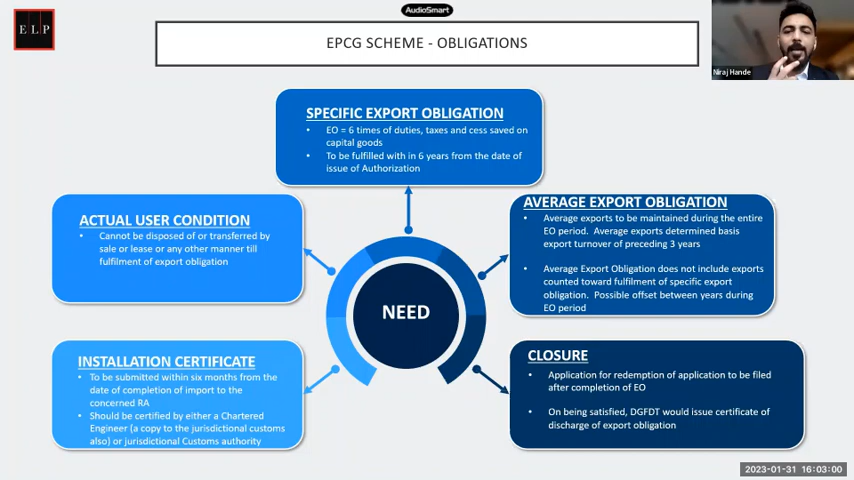 AudioSmart
ELP
EPCG SCHEME - OBLIGATIONS
Niraj Hande
SPECIFIC EXPORT OBLIGATION
• EO = 6 times of duties, taxes and cess saved on
capital goods
• To be fulfilled with in 6 years from the date of
issue of Authorization
ACTUAL USER CONDITION
• Cannot be disposed of or transferred by
sale or lease or any other manner till
fulfilment of export obligation
AVERAGE EXPORT OBLIGATION
• Average exports to be maintained during the entire
EO period. Average exports determined basis
export turnover of preceding 3 years
• Average Export Obligation does not include exports
counted toward fulfilment of specific export
obligation. Possible offset between years during
EO period
NEED
INSTALLATION CERTIFICATE
• To be submitted within six months from the
date of completion of import to the
concerned RA
• Should be certified by either a Chartered
Engineer (a copy to the jurisdictional customs
also) or jurisdictional Customs authority
CLOSURE
• Application for redemption of application to be filed
after completion of EO
• On being satisfied, DGFDT would issue certificate of
discharge of export obligation
2023-01-31 16:03:00